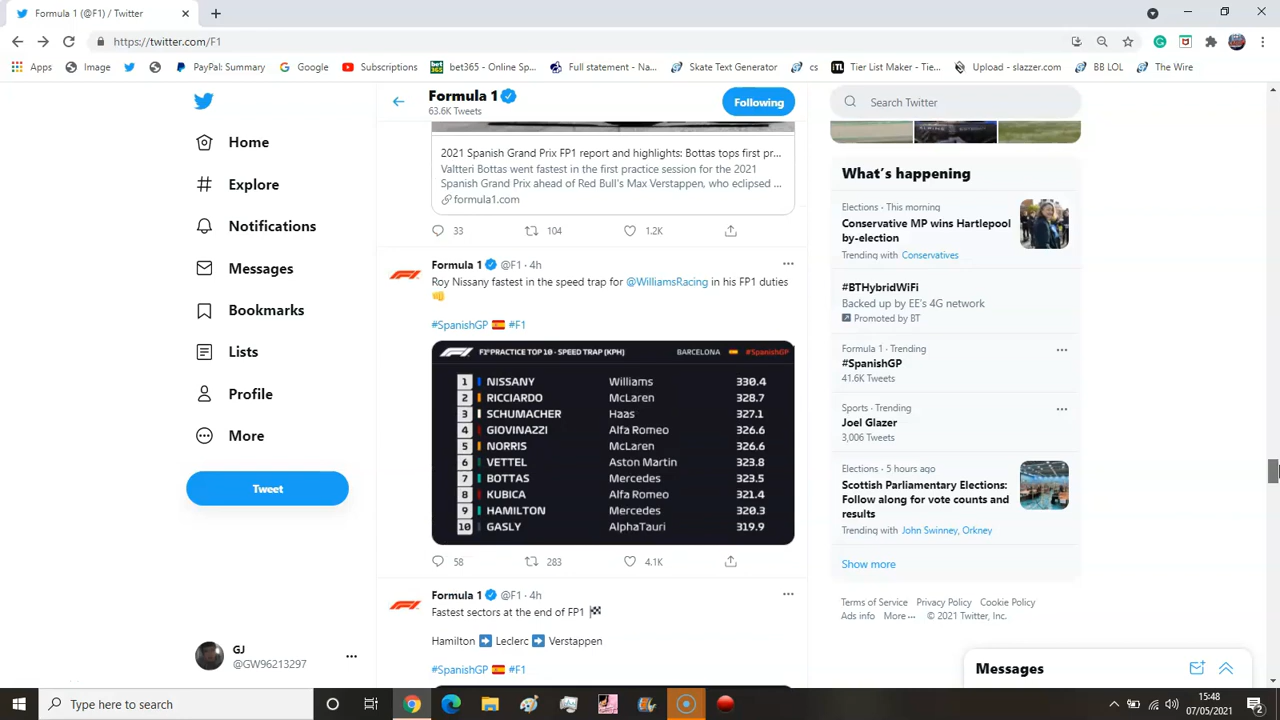 Formula 1 (@F1) / Twitter
https://twitter.com/F1
Apps
Image
PayPal: Summary
Google
Subscriptions
bet365 - Online Sp...
Full statement - Na...
Skate Text Generator
cs
Tier List Maker - Tie...
Upload - slazzer.com
BB LOL
The Wire
Home
Explore
Notifications
Messages
Bookmarks
Lists
Profile
More
Tweet
GJ
@GW96213297
Formula 1
63.6K Tweets
Following
2021 Spanish Grand Prix FP1 report and highlights: Bottas tops first pr...
Valtteri Bottas went fastest in the first practice session for the 2021
Spanish Grand Prix ahead of Red Bull's Max Verstappen, who eclipsed ...
formula1.com
33 104 1.2K
Formula 1 @F1 · 4h
Roy Nissany fastest in the speed trap for @WilliamsRacing in his FP1 duties
👊
#SpanishGP 🇪🇸 #F1
F1® PRACTICE TOP 10 - SPEED TRAP (KPH) BARCELONA #SpanishGP
1 NISSANY Williams 330.4
2 RICCIARDO McLaren 328.7
3 SCHUMACHER Haas 327.1
4 GIOVINAZZI Alfa Romeo 326.6
5 NORRIS McLaren 326.6
6 VETTEL Aston Martin 323.8
7 BOTTAS Mercedes 323.5
8 KUBICA Alfa Romeo 321.4
9 HAMILTON Mercedes 320.3
10 GASLY AlphaTauri 319.9
58 283 4.1K
Formula 1 @F1 · 4h
Fastest sectors at the end of FP1 🏁
Hamilton ➡️ Leclerc ➡️ Verstappen
#SpanishGP 🇪🇸 #F1
Search Twitter
What's happening
Elections · This morning
Conservative MP wins Hartlepool
by-election
Trending with Conservatives
#BTHybridWiFi
Backed up by EE's 4G network
Promoted by BT
Formula 1 · Trending
#SpanishGP
41.6K Tweets
Sports · Trending
Joel Glazer
3,006 Tweets
Elections · 5 hours ago
Scottish Parliamentary Elections:
Follow along for vote counts and
results
Trending with John Swinney, Orkney
Show more
Terms of Service Privacy Policy Cookie Policy
Ads info More··· © 2021 Twitter, Inc.
Messages
Type here to search
15:48
07/05/2021
2